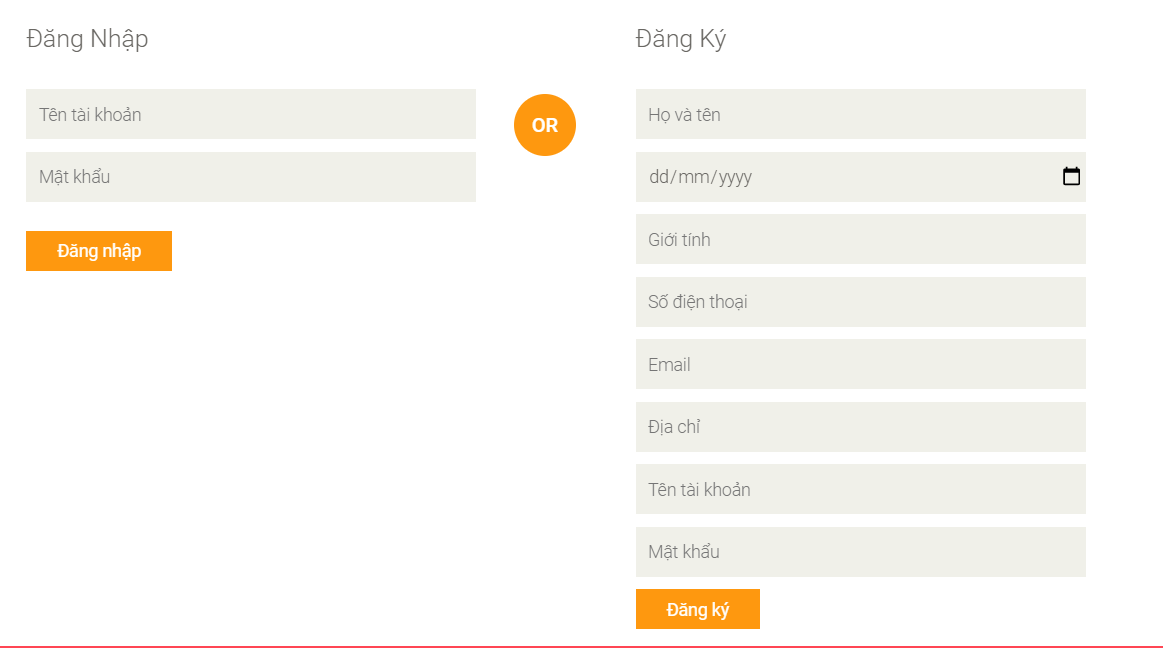 Đăng Nhập
Tên tài khoản
Mật khẩu
Đăng nhập
OR
Đăng Ký
Họ và tên
dd/mm/yyyy
Giới tính
Số điện thoại
Email
Địa chỉ
Tên tài khoản
Mật khẩu
Đăng ký